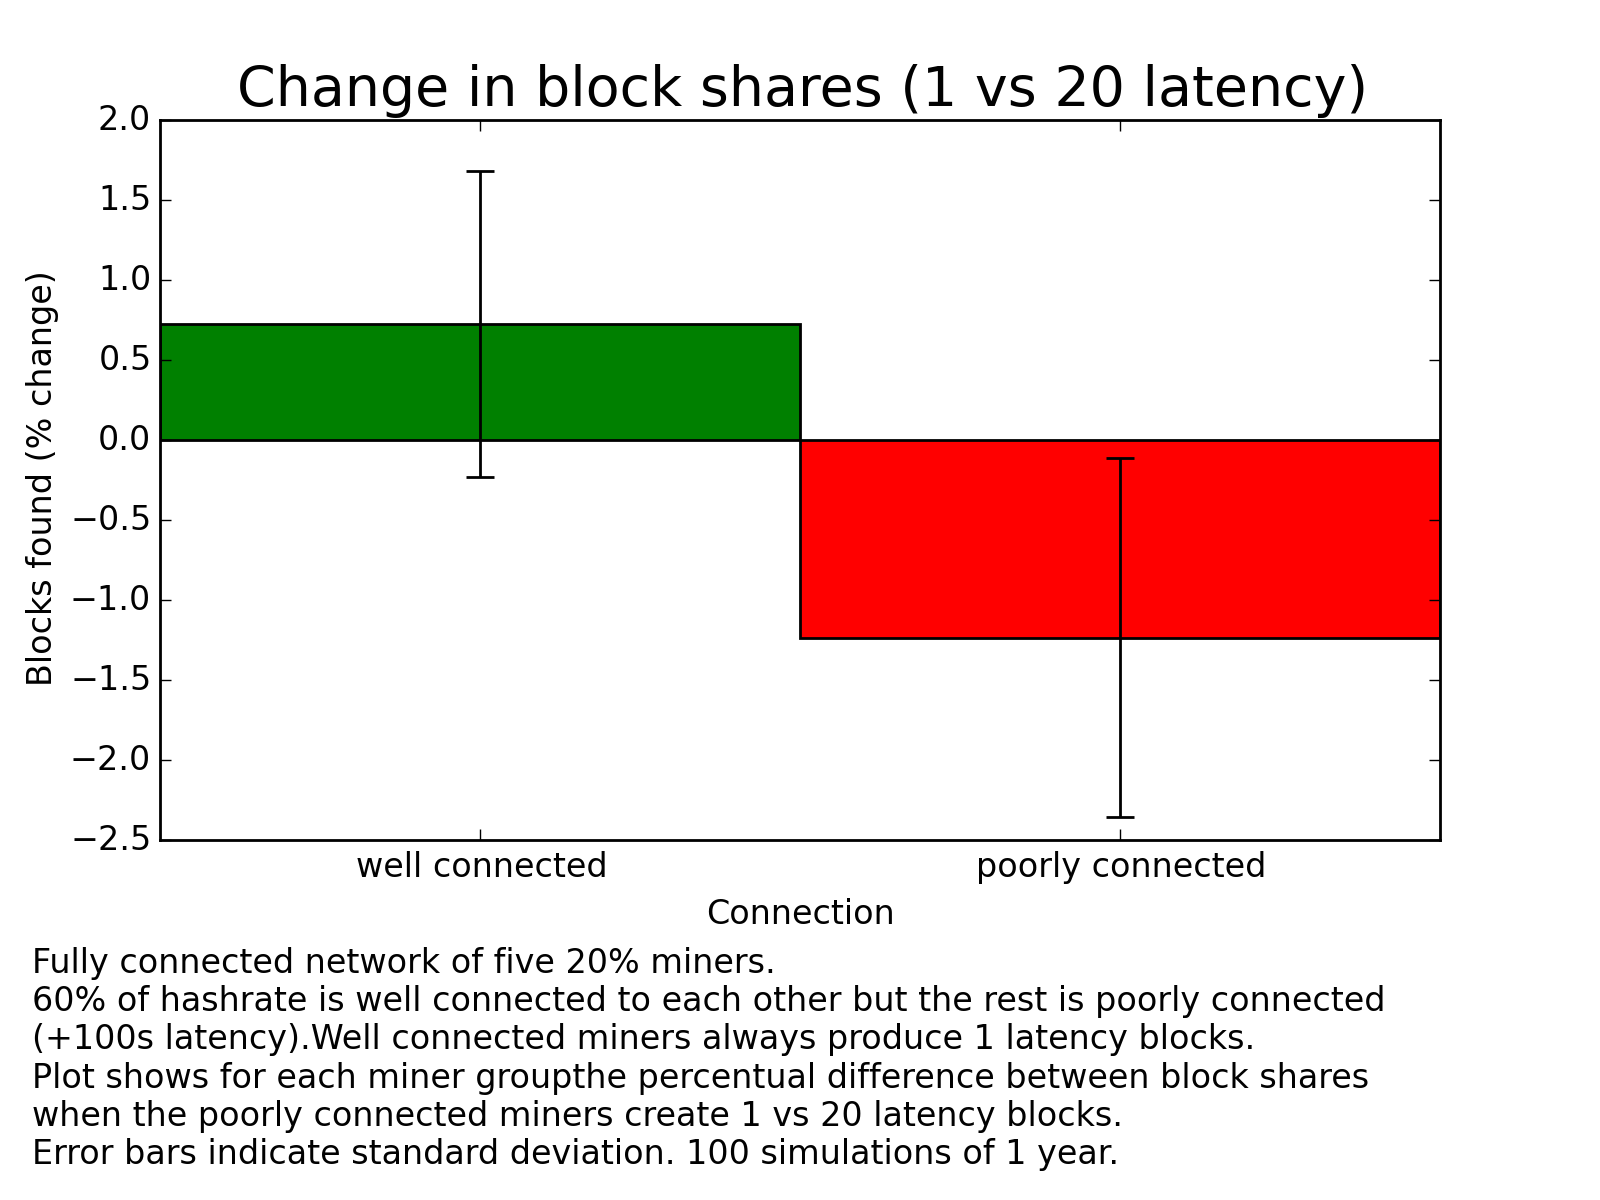 Change in block shares (1 vs 20 latency)
Blocks found (% change)
2.0
1.5
1.0
0.5
0.0
−0.5
−1.0
−1.5
−2.0
−2.5
well connected
poorly connected
Connection
Fully connected network of five 20% miners.
60% of hashrate is well connected to each other but the rest is poorly connected
(+100s latency).Well connected miners always produce 1 latency blocks.
Plot shows for each miner groupthe percentual difference between block shares
when the poorly connected miners create 1 vs 20 latency blocks.
Error bars indicate standard deviation. 100 simulations of 1 year.